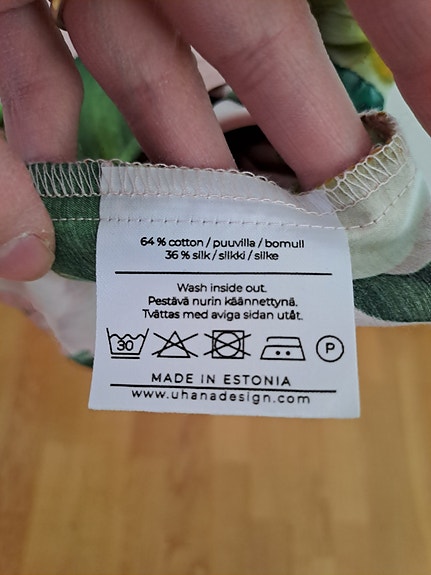 64 % cotton / puuvilla / bomull
36 % silk / silkki / silke
Wash inside out.
Pestävä nurin käännettynä.
Tvättas med aviga sidan utåt.
30 P
MADE IN ESTONIA
www.uhanadesign.com